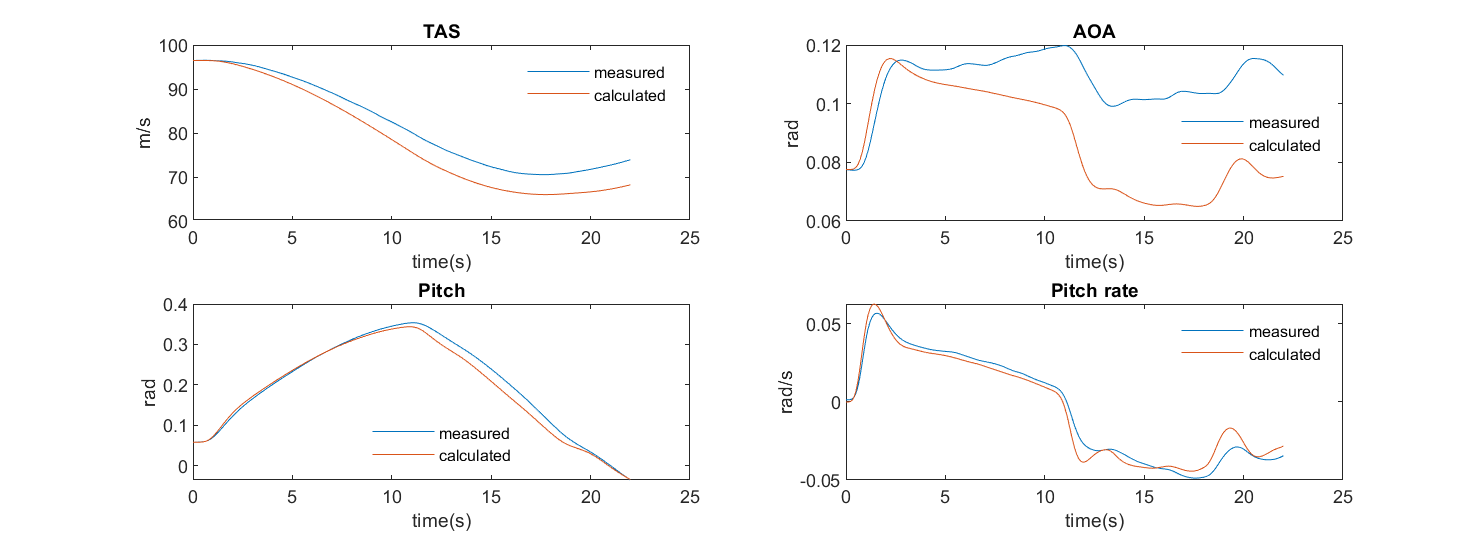 TAS
100
90
80
70
60
m/s
measured
calculated
0 5 10 15 20 25
time(s)
AOA
0.12
0.1
0.08
0.06
rad
measured
calculated
0 5 10 15 20 25
time(s)
Pitch
0.4
0.3
0.2
0.1
0
rad
measured
calculated
0 5 10 15 20 25
time(s)
Pitch rate
0.05
0
-0.05
rad/s
measured
calculated
0 5 10 15 20 25
time(s)